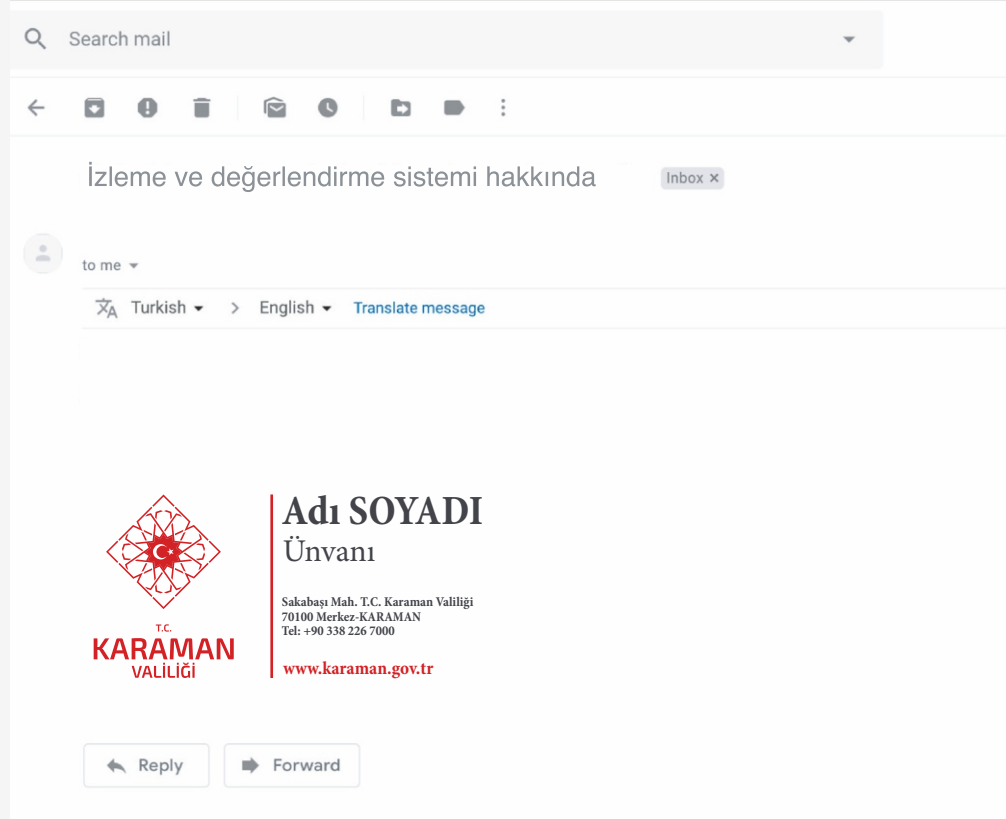 Search mail
İzleme ve değerlendirme sistemi hakkında
Inbox ×
to me
Turkish > English Translate message
Adı SOYADI
Ünvanı
Sakabaşı Mah. T.C. Karaman Valiliği
70100 Merkez-KARAMAN
Tel: +90 338 226 7000
www.karaman.gov.tr
T.C.
KARAMAN
VALİLİĞİ
Reply Forward